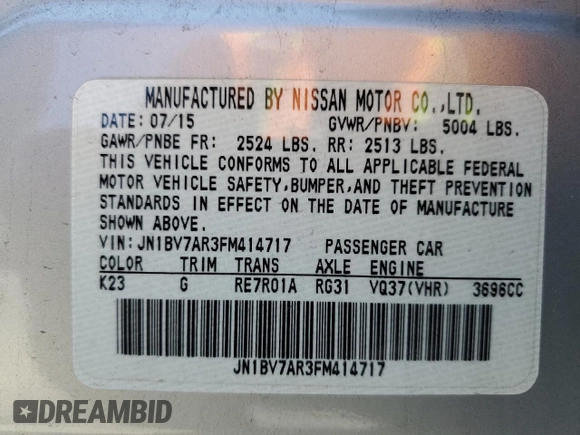 MANUFACTURED BY NISSAN MOTOR CO.,LTD.
DATE: 07/15 GVWR/PNBV: 5004 LBS.
GAWR/PNBE FR: 2524 LBS. RR: 2513 LBS.
THIS VEHICLE CONFORMS TO ALL APPLICABLE FEDERAL
MOTOR VEHICLE SAFETY,BUMPER,AND THEFT PREVENTION
STANDARDS IN EFFECT ON THE DATE OF MANUFACTURE
SHOWN ABOVE.
VIN: JN1BV7AR3FM414717 PASSENGER CAR
COLOR TRIM TRANS AXLE ENGINE
K23 G RE7R01A RG31 VQ37(VHR) 3696CC
JN1BV7AR3FM414717
DREAMBID